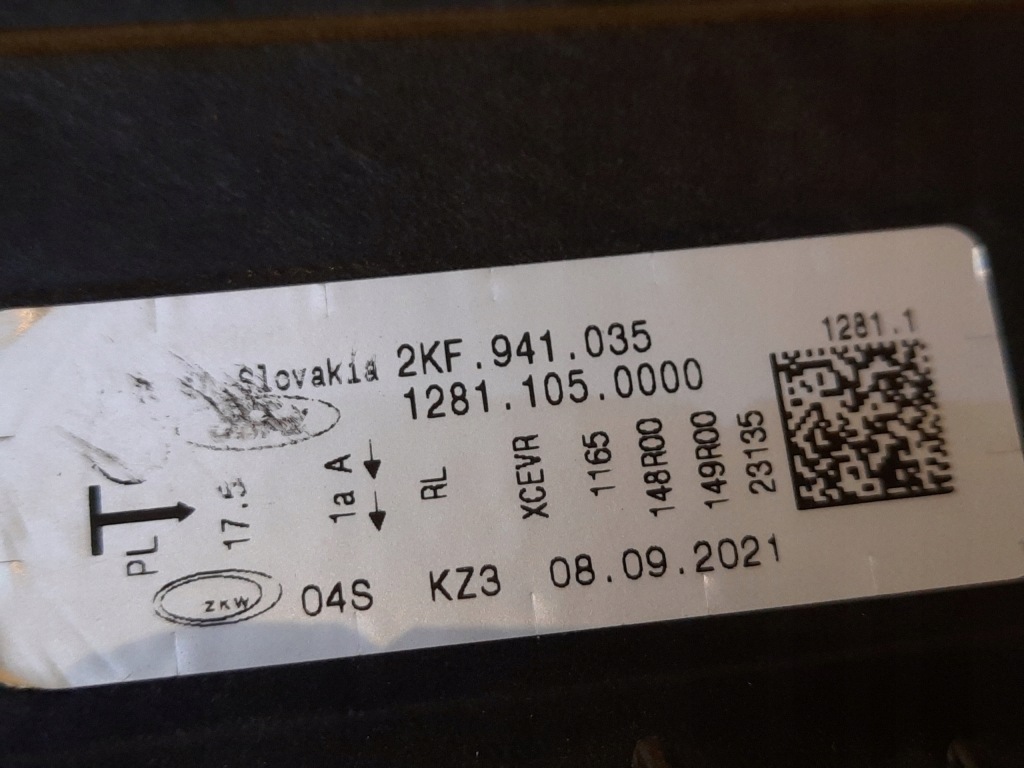 Slovakia 2KF.941.035
1281.105.0000
1281.1
PL
17.5
1a A
RL
XCEVR
1165
148R00
149R00
23135
ZKW 04S KZ3 08.09.2021